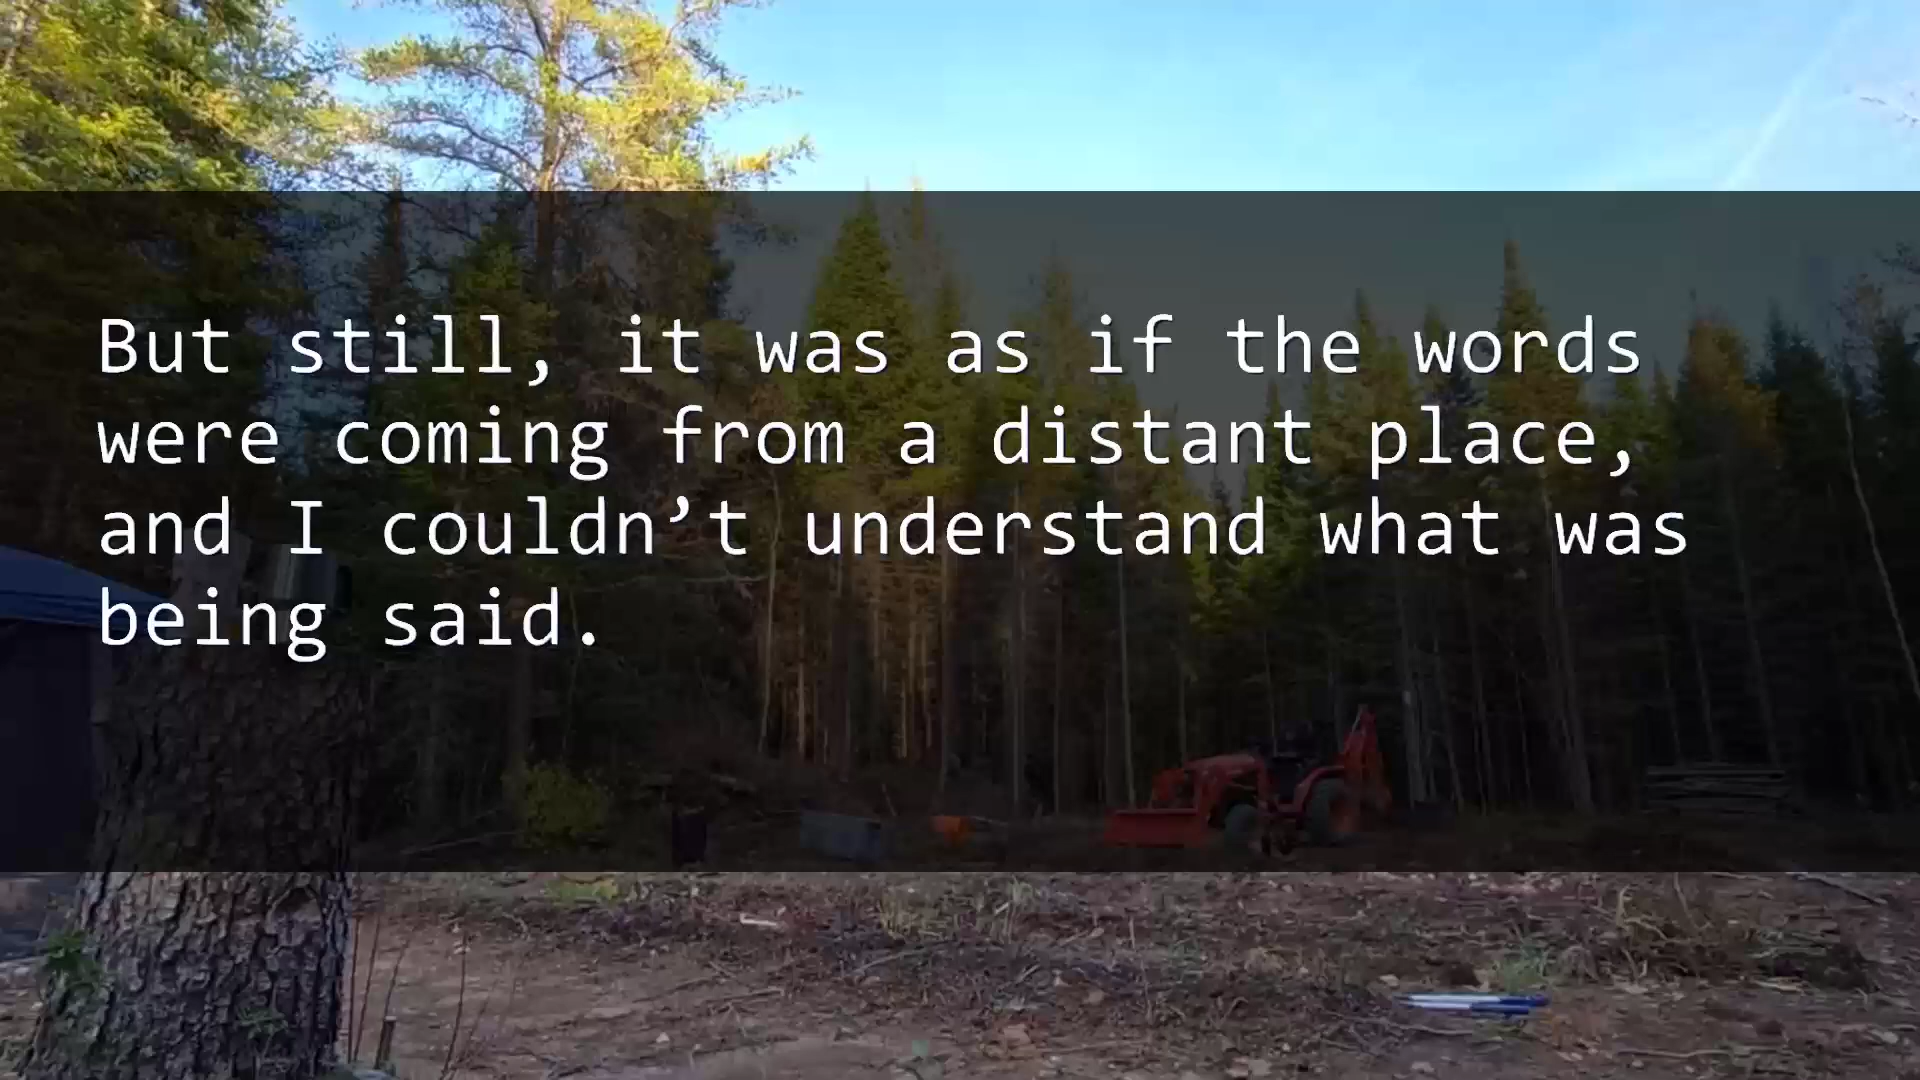 But still, it was as if the words
were coming from a distant place,
and I couldn’t understand what was
being said.